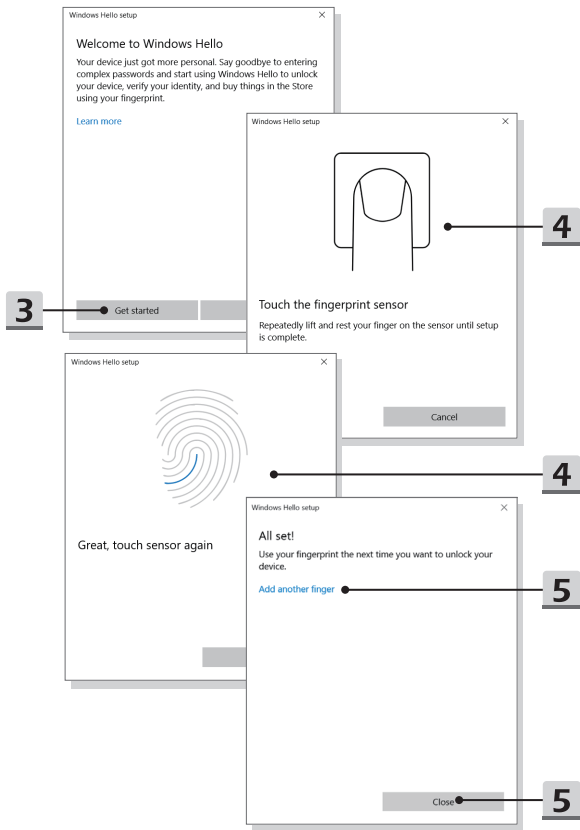 Windows Hello setup
Welcome to Windows Hello
Your device just got more personal. Say goodbye to entering
complex passwords and start using Windows Hello to unlock
your device, verify your identity, and buy things in the Store
using your fingerprint.
Learn more
3
Get started
Windows Hello setup
4
Touch the fingerprint sensor
Repeatedly lift and rest your finger on the sensor until setup
is complete.
Cancel
Windows Hello setup
4
Great, touch sensor again
Windows Hello setup
All set!
Use your fingerprint the next time you want to unlock your
device.
Add another finger
5
Close
5